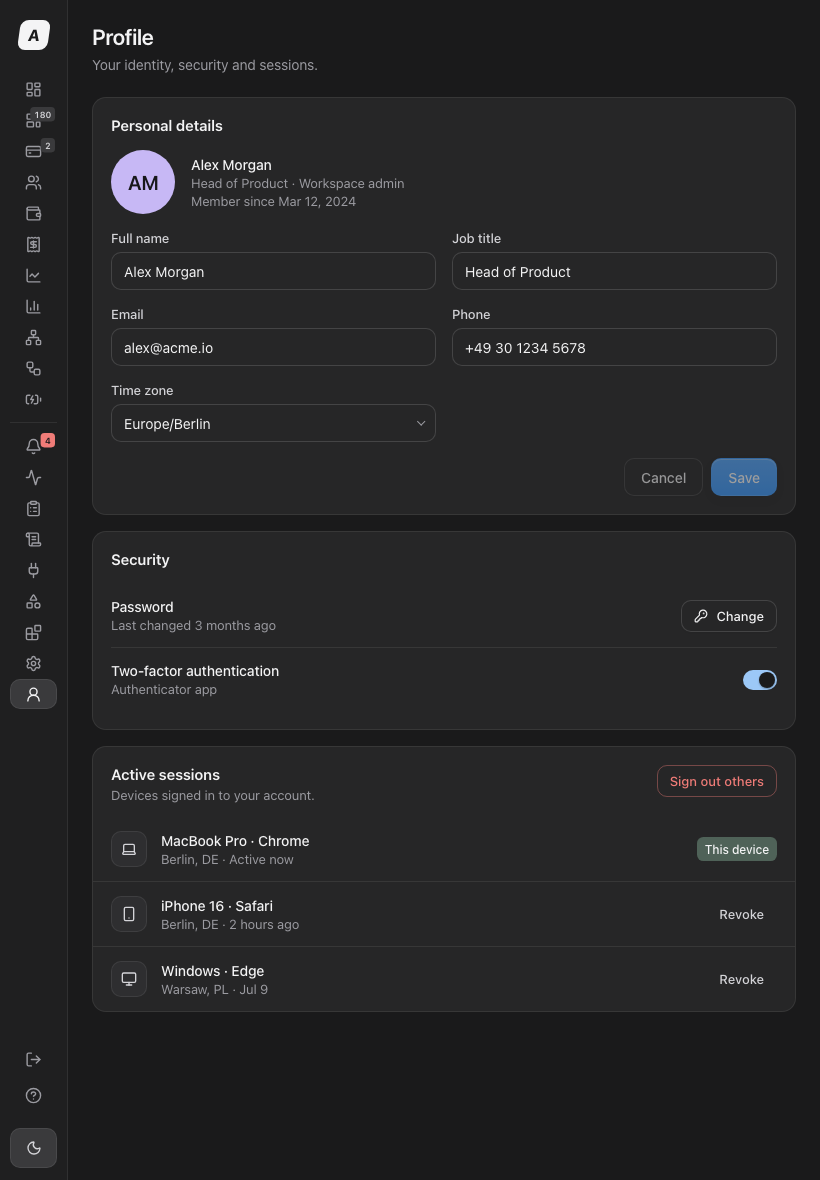 A
180
2
4
Profile
Your identity, security and sessions.
Personal details
AM
Alex Morgan
Head of Product · Workspace admin
Member since Mar 12, 2024
Full name
Job title
Alex Morgan
Head of Product
Email
Phone
alex@acme.io
+49 30 1234 5678
Time zone
Europe/Berlin
Cancel
Save
Security
Password
Last changed 3 months ago
Change
Two-factor authentication
Authenticator app
Active sessions
Devices signed in to your account.
Sign out others
MacBook Pro · Chrome
Berlin, DE · Active now
This device
iPhone 16 · Safari
Berlin, DE · 2 hours ago
Revoke
Windows · Edge
Warsaw, PL · Jul 9
Revoke